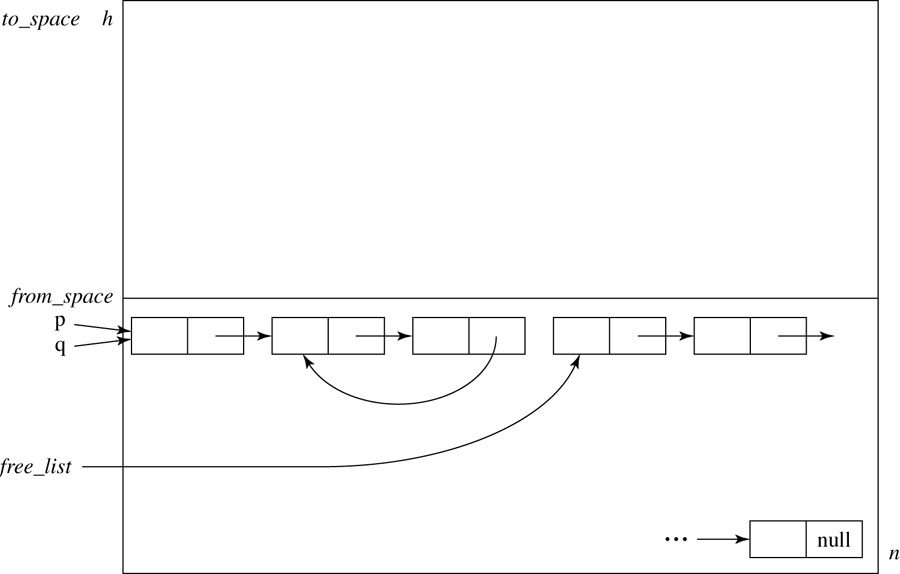 to_space h
from_space
p
q
free_list
••• null
n